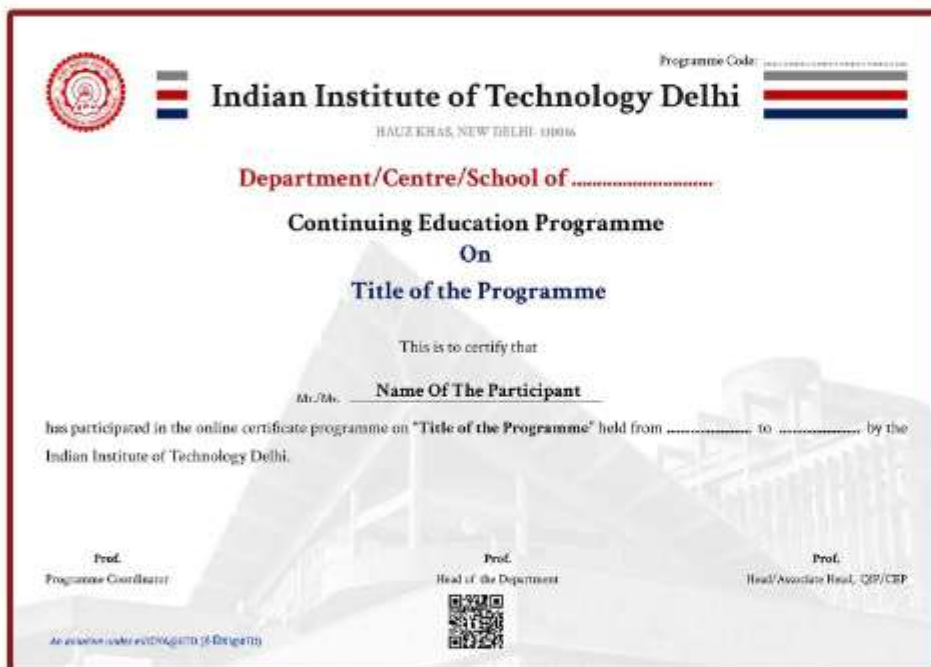 Programme Code: ........................
Indian Institute of Technology Delhi
HAUZ KHAS, NEW DELHI- 110016
Department/Centre/School of ..............................
Continuing Education Programme
On
Title of the Programme
This is to certify that
Mr./Ms. Name Of The Participant
has participated in the online certificate programme on "Title of the Programme" held from .................... to .................... by the
Indian Institute of Technology Delhi.
Prof. Prof. Prof.
Programme Coordinator Head of the Department Head/Associate Head, QIP/CEP
An initiative under